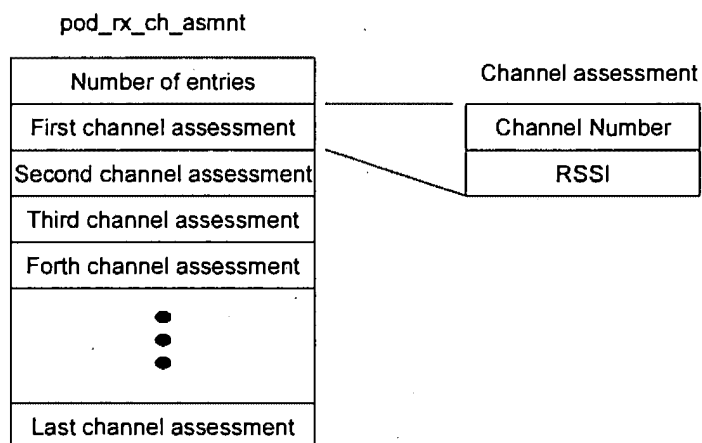 pod_rx_ch_asmnt
Number of entries
First channel assessment
Second channel assessment
Third channel assessment
Forth channel assessment
Last channel assessment
Channel assessment
Channel Number
RSSI